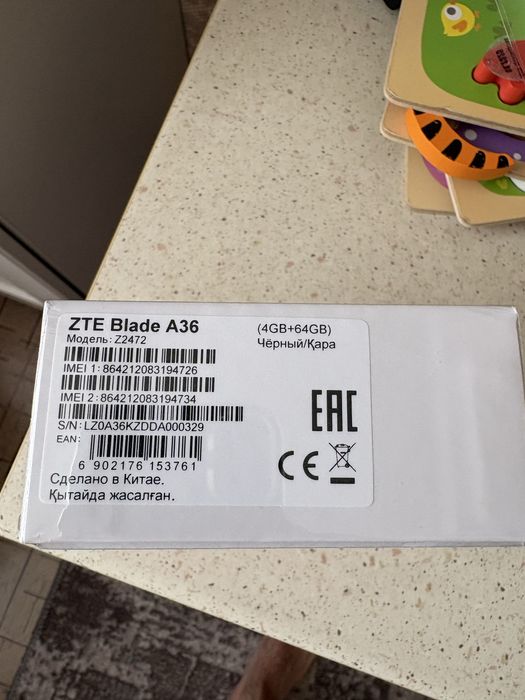 ZTE Blade A36
(4GB+64GB)
Модель: Z2472
Чёрный/Қара
IMEI 1: 864212083194726
IMEI 2: 864212083194734
S/N: LZ0A36KZDDA000329
EAN:
6 902176 153761
EAC
CE
Сделано в Китае.
Қытайда жасалған.